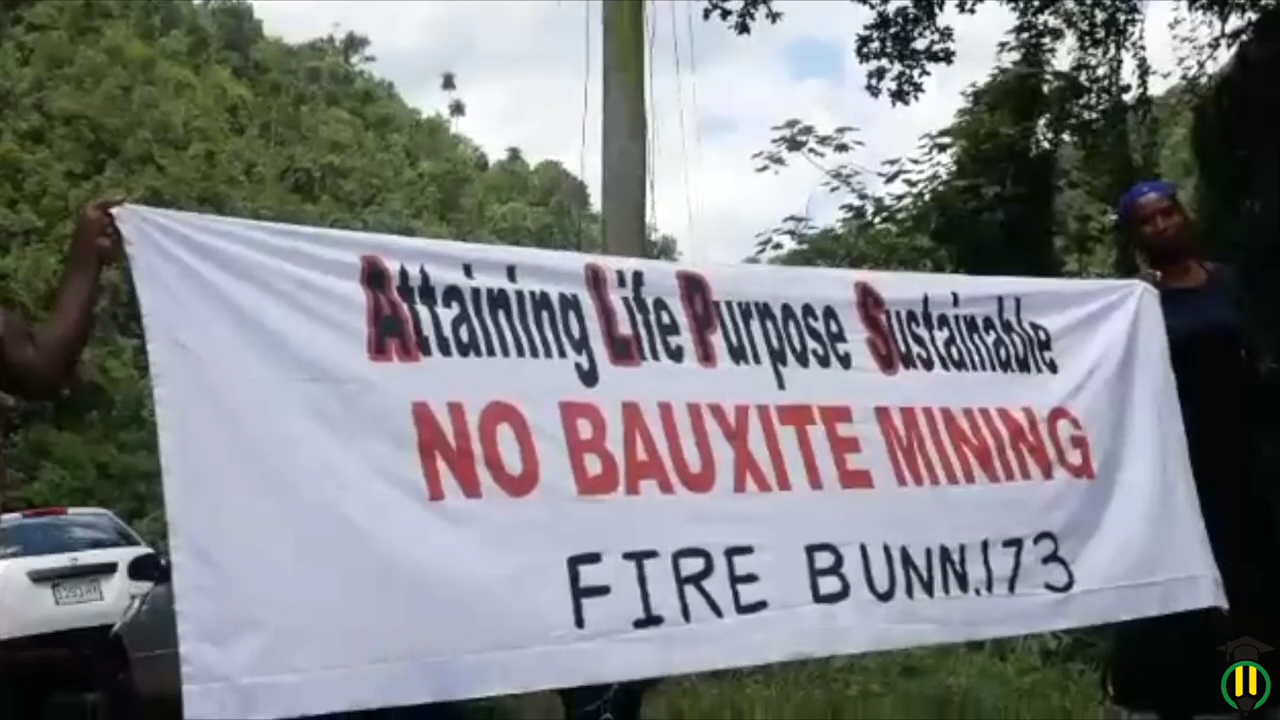 Attaining Life Purpose Sustainable
NO BAUXITE MINING
FIRE BUNN.173